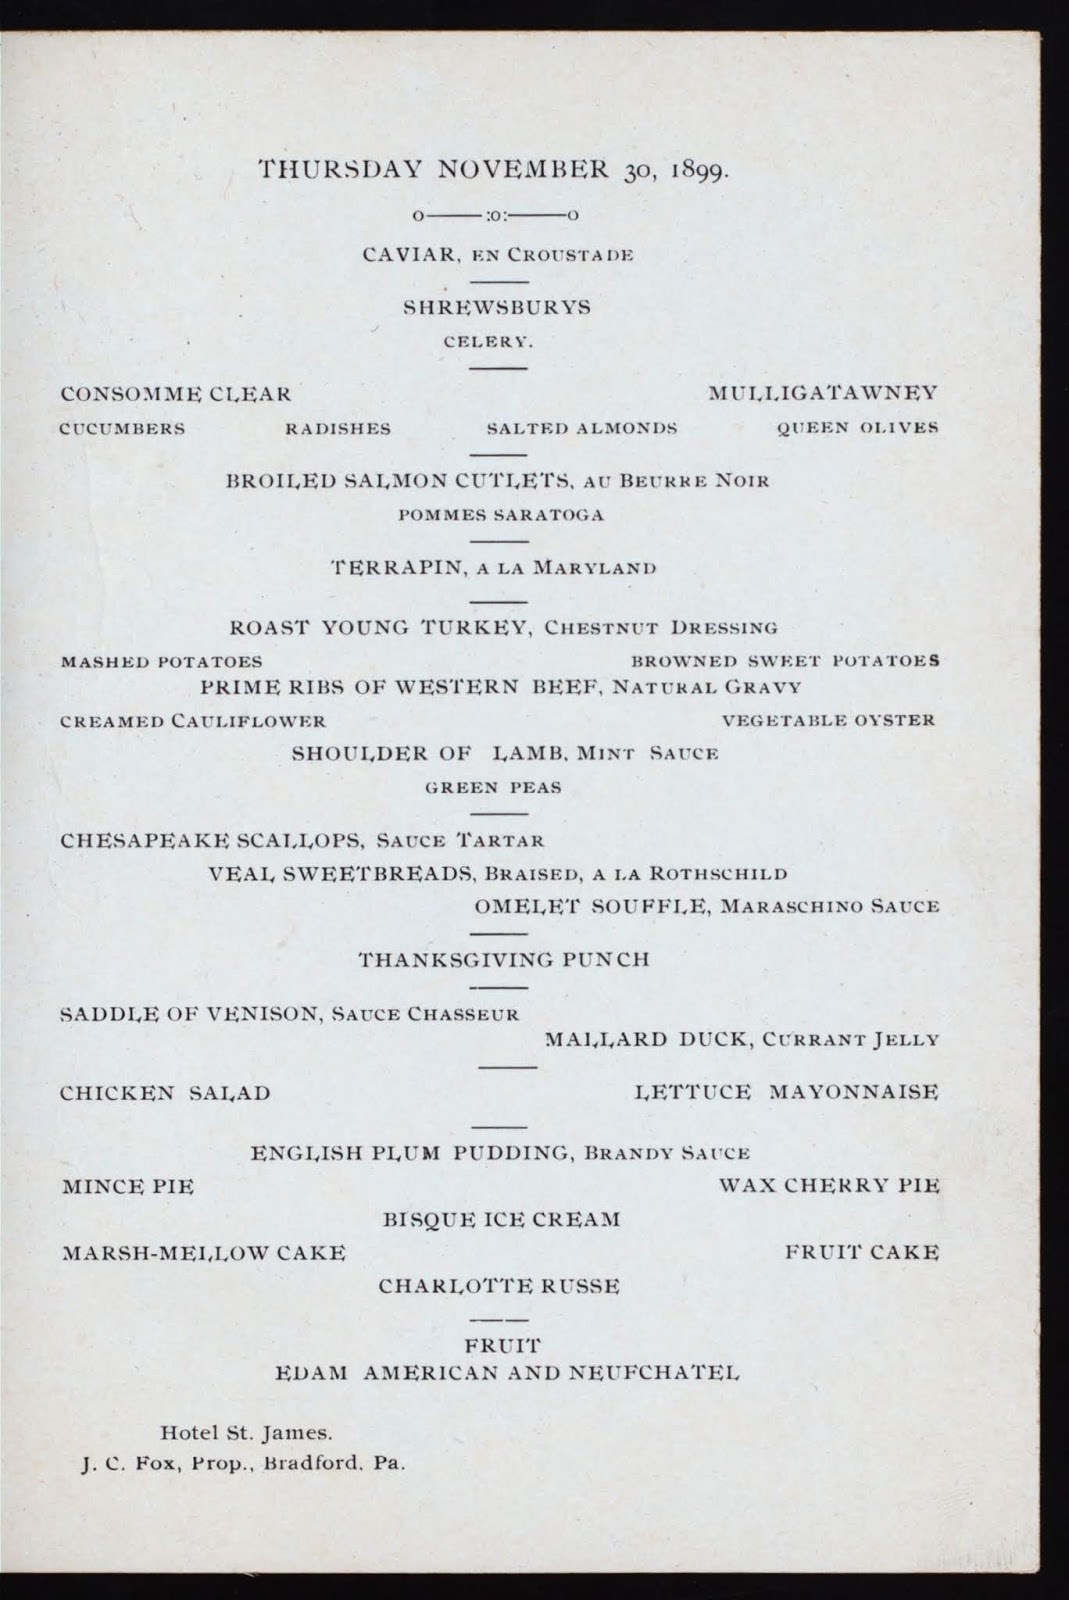 THURSDAY NOVEMBER 30, 1899.
o——:o:——o
CAVIAR, EN CROUSTADE
SHREWSBURYS
CELERY.
CONSOMME CLEAR MULLIGATAWNEY
CUCUMBERS RADISHES SALTED ALMONDS QUEEN OLIVES
BROILED SALMON CUTLETS, AU BEURRE NOIR
POMMES SARATOGA
TERRAPIN, A LA MARYLAND
ROAST YOUNG TURKEY, CHESTNUT DRESSING
MASHED POTATOES BROWNED SWEET POTATOES
PRIME RIBS OF WESTERN BEEF, NATURAL GRAVY
CREAMED CAULIFLOWER VEGETABLE OYSTER
SHOULDER OF LAMB, MINT SAUCE
GREEN PEAS
CHESAPEAKE SCALLOPS, SAUCE TARTAR
VEAL SWEETBREADS, BRAISED, A LA ROTHSCHILD
OMELET SOUFFLE, MARASCHINO SAUCE
THANKSGIVING PUNCH
SADDLE OF VENISON, SAUCE CHASSEUR
MALLARD DUCK, CURRANT JELLY
CHICKEN SALAD LETTUCE MAYONNAISE
ENGLISH PLUM PUDDING, BRANDY SAUCE
MINCE PIE WAX CHERRY PIE
BISQUE ICE CREAM
MARSH-MELLOW CAKE FRUIT CAKE
CHARLOTTE RUSSE
FRUIT
EDAM AMERICAN AND NEUFCHATEL
Hotel St. James.
J. C. Fox, Prop., Bradford, Pa.